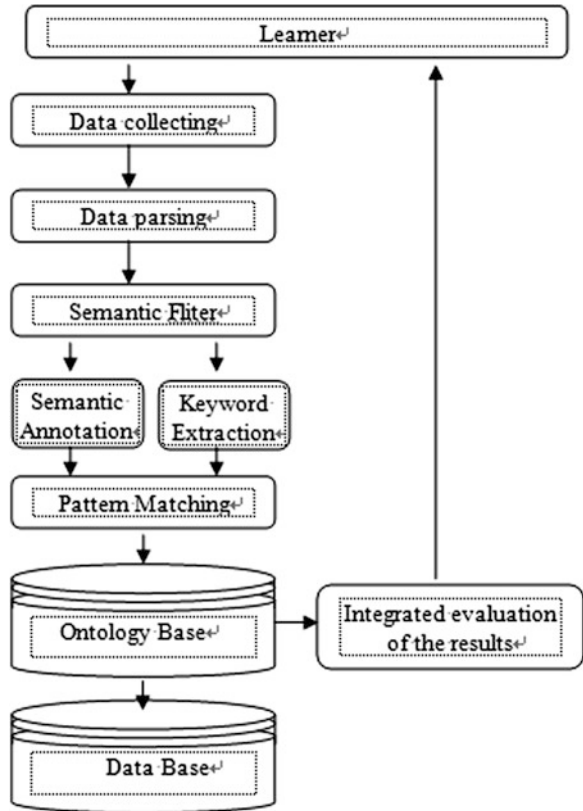 Learner↵
Data collecting↵
Data parsing↵
Semantic Fliter↵
Semantic
Annotation↵
Keyword
Extraction↵
Pattern Matching↵
Ontology Base↵
Integrated evaluation
of the results↵
Data Base↵